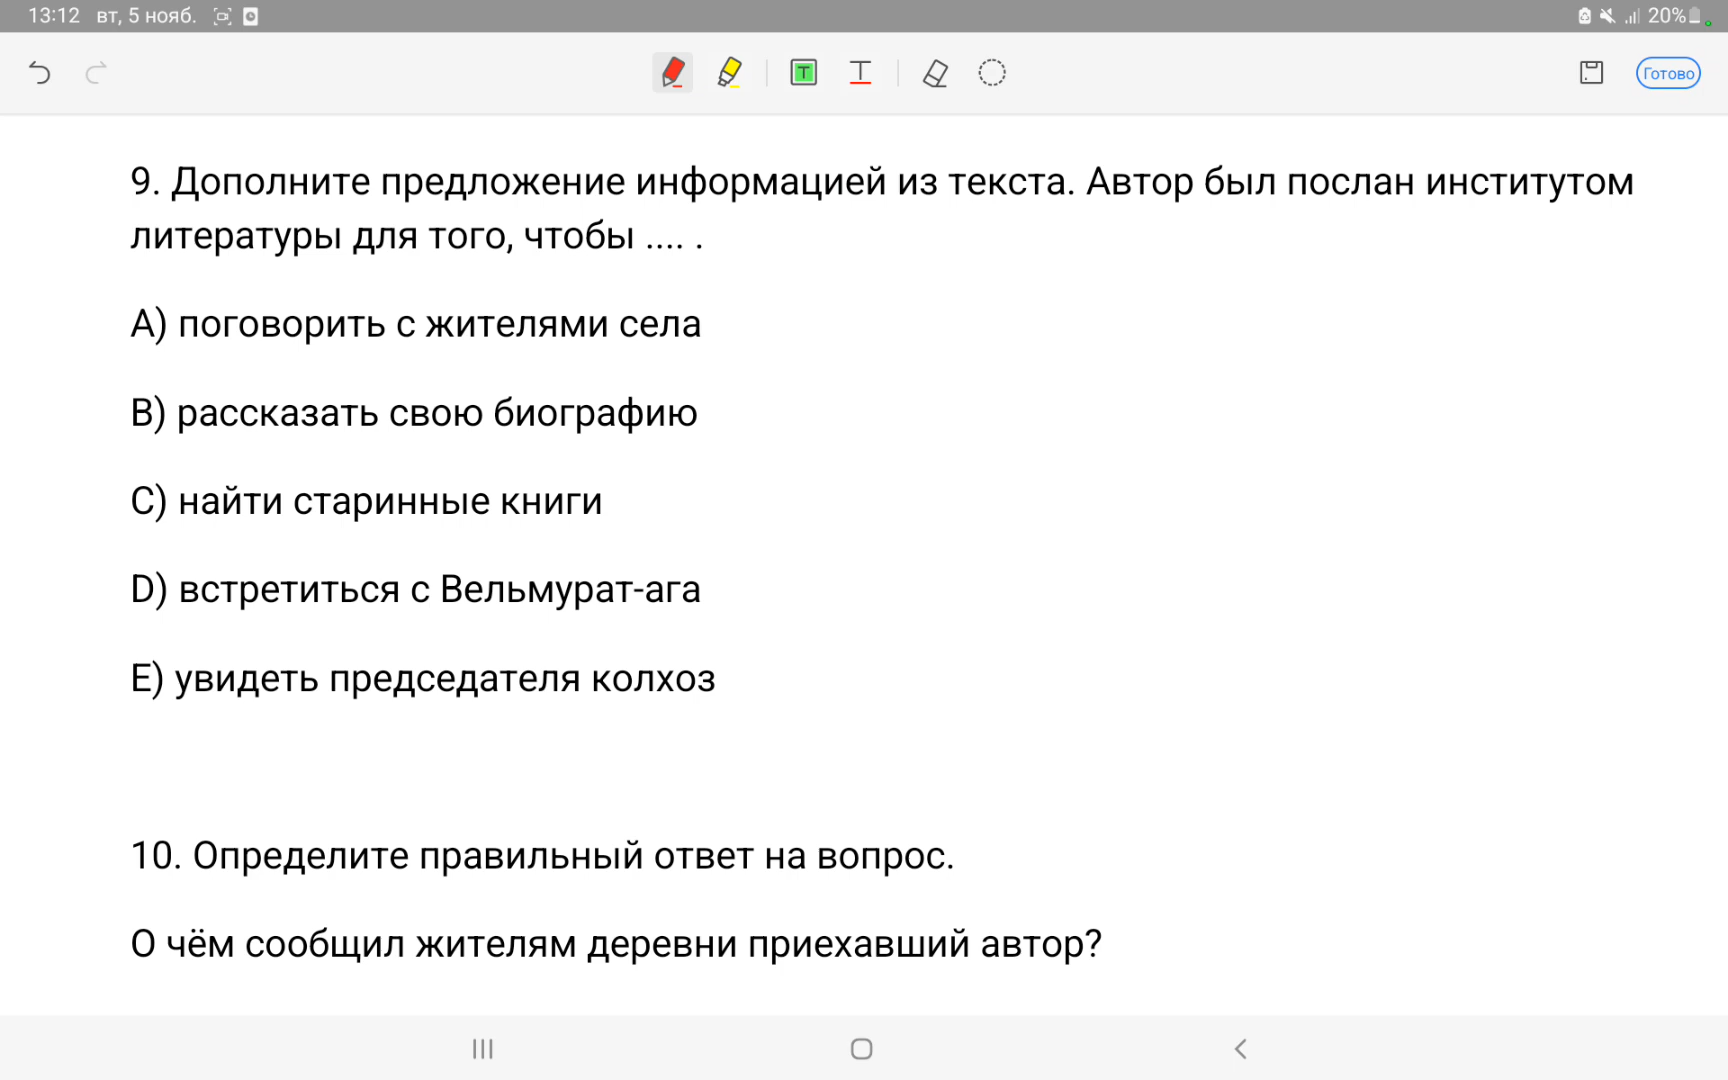 13:12 вт, 5 нояб. 20%
Готово
9. Дополните предложение информацией из текста. Автор был послан институтом
литературы для того, чтобы .... .
A) поговорить с жителями села
B) рассказать свою биографию
C) найти старинные книги
D) встретиться с Вельмурат-ага
E) увидеть председателя колхоз
10. Определите правильный ответ на вопрос.
О чём сообщил жителям деревни приехавший автор?